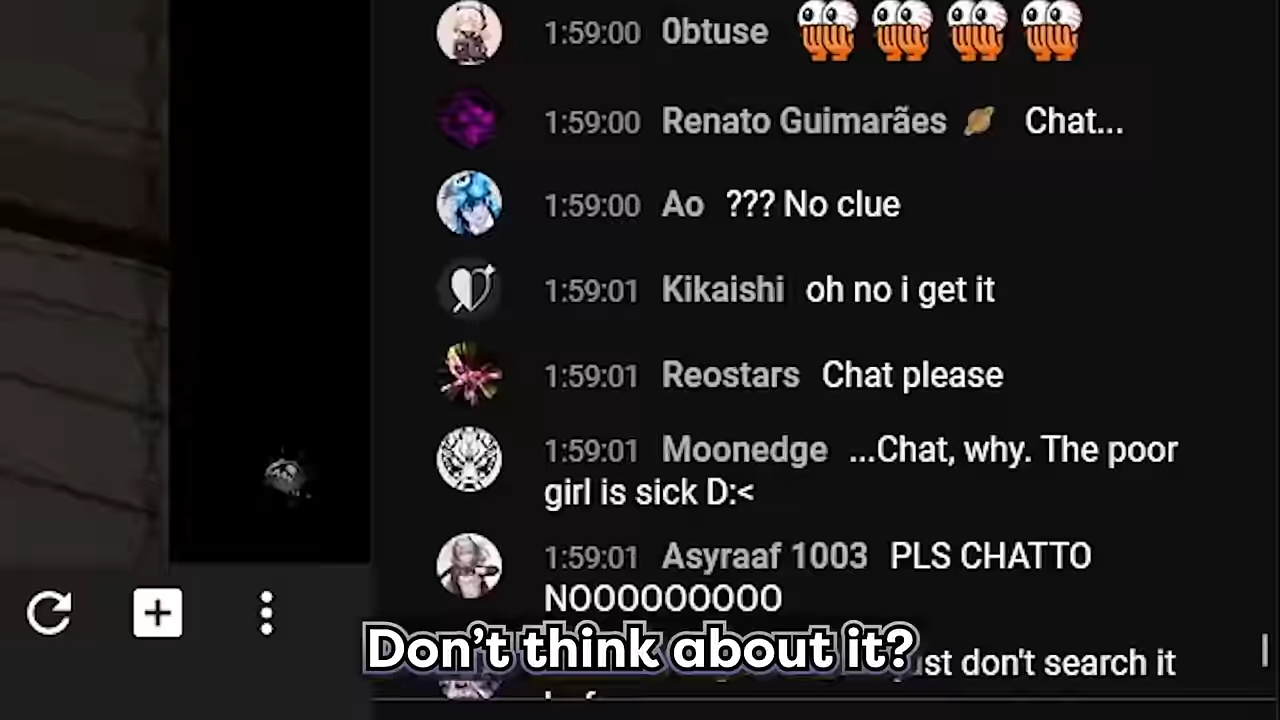 1:59:00 0btuse
1:59:00 Renato Guimarães Chat...
1:59:00 Ao ??? No clue
1:59:01 Kikaishi oh no i get it
1:59:01 Reostars Chat please
1:59:01 Moonedge ...Chat, why. The poor
girl is sick D:<
1:59:01 Asyraaf 1003 PLS CHATTO
NOOOOOOOOO
Don't think about it?
don't search it